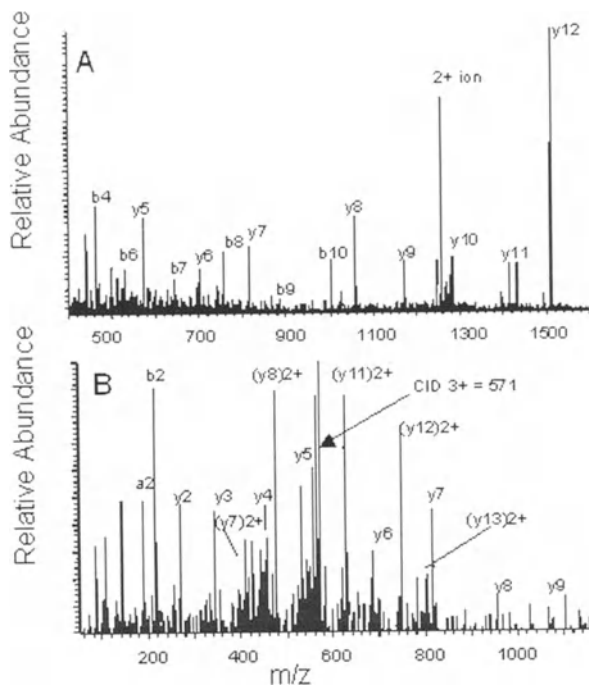 A
Relative Abundance
y12
2+ ion
b4
y5
b6
b7
y6
b8
y7
b9
b10
y8
y9
y10
y11
500 700 900 1100 1300 1500
B
Relative Abundance
b2
(y8)2+
(y11)2+
CID 3+ = 571
(y12)2+
a2
y2
y3
(y7)2+
y4
y5
y6
y7
(y13)2+
y8
y9
200 400 600 800 1000
m/z